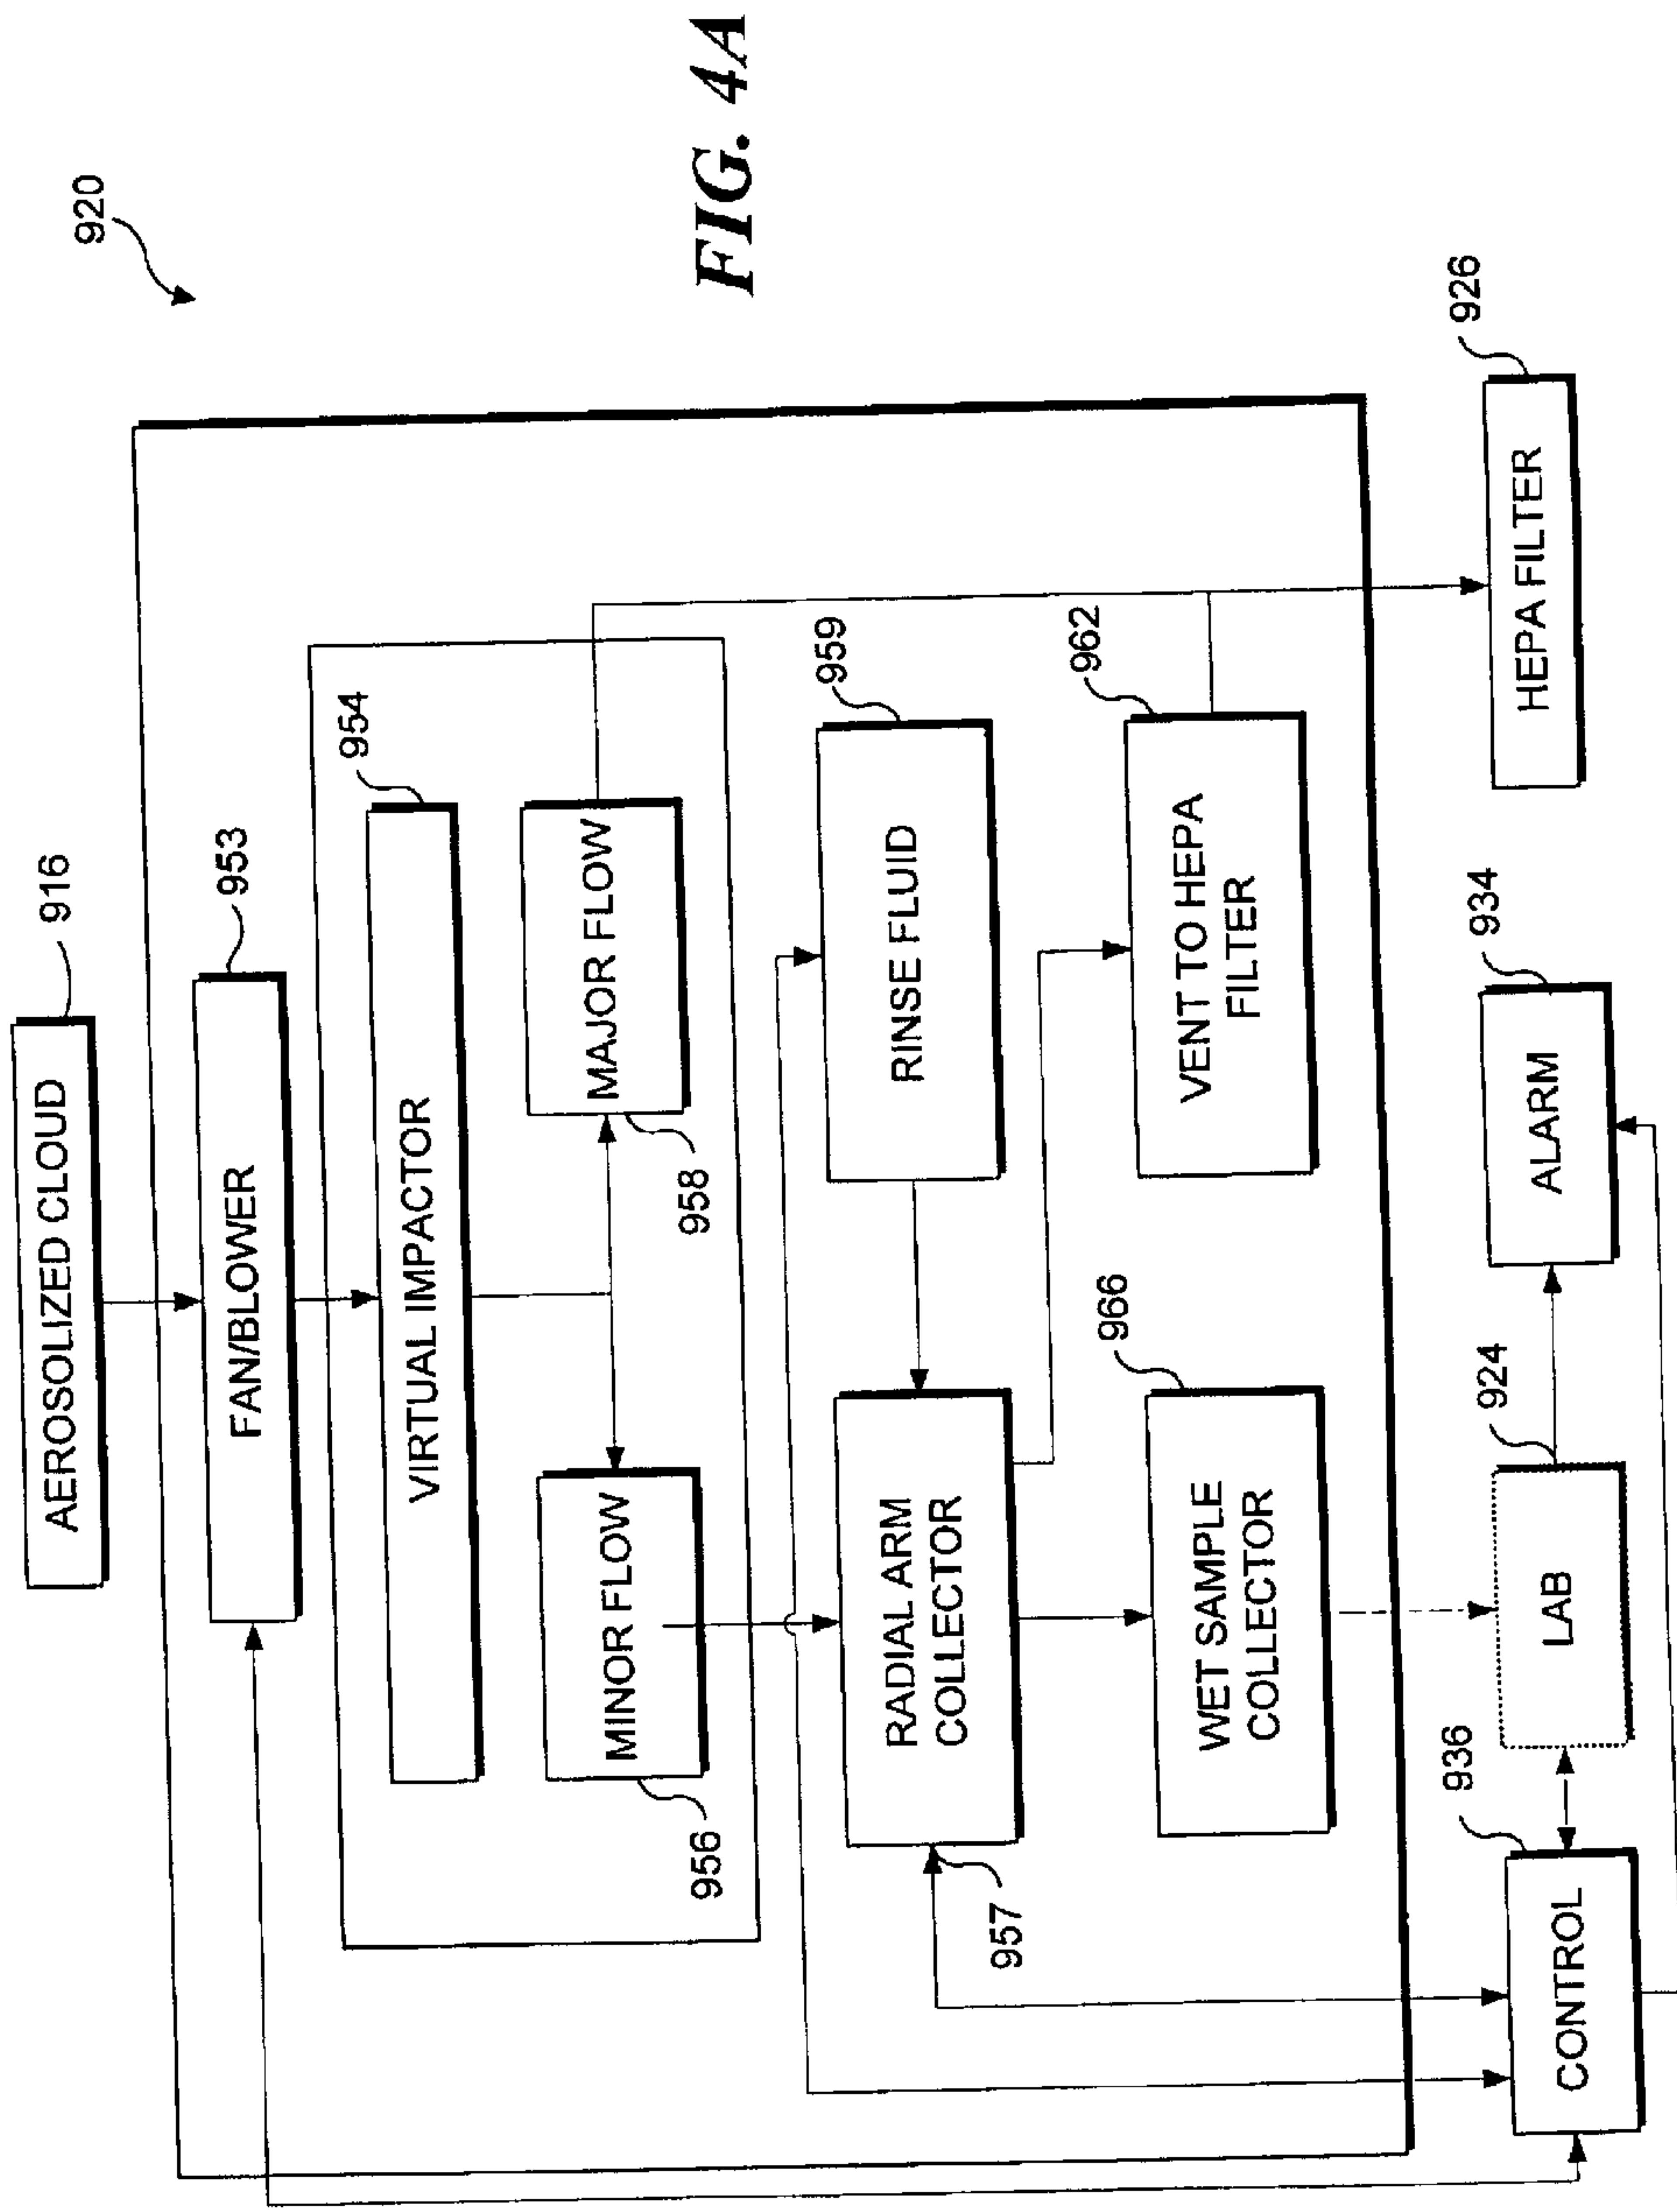 920
AEROSOLIZED CLOUD
916
FAN/BLOWER
953
VIRTUAL IMPACTOR
954
MINOR FLOW
956
MAJOR FLOW
958
RADIAL ARM
COLLECTOR
957
RINSE FLUID
959
WET SAMPLE
COLLECTOR
966
VENT TO HEPA
FILTER
962
CONTROL
936
LAB
924
ALARM
934
HEPA FILTER
926
FIG. 4A